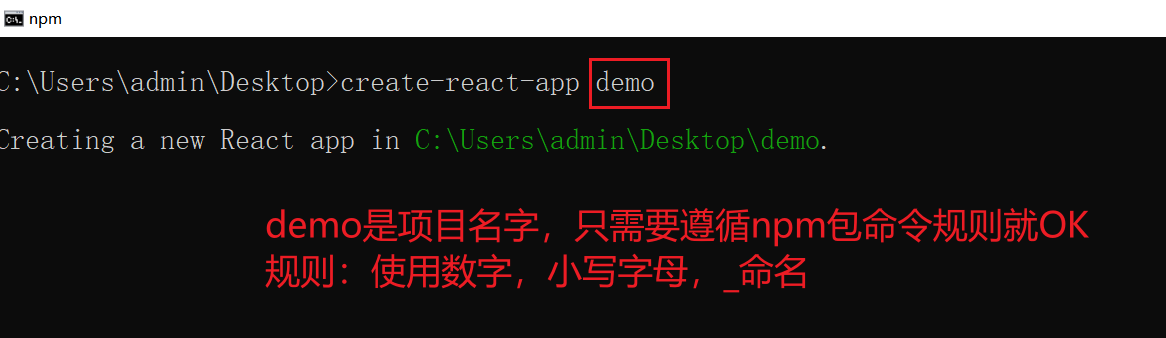 npm
C:\Users\admin\Desktop>create-react-app demo
Creating a new React app in C:\Users\admin\Desktop\demo.
demo是项目名字，只需要遵循npm包命令规则就OK
规则：使用数字，小写字母，_命名